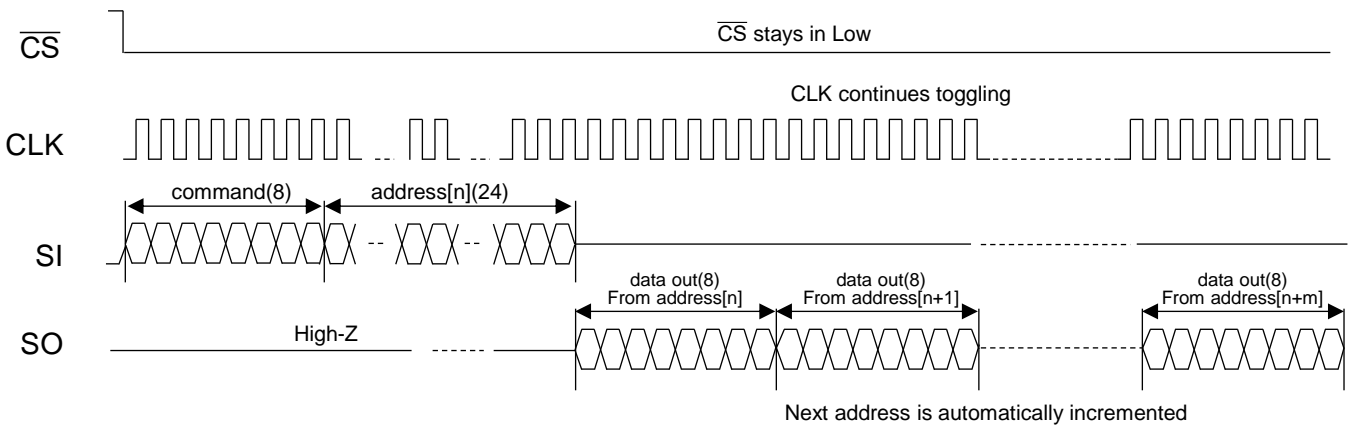 CS
CS stays in Low
CLK continues toggling
CLK
command(8)
address[n](24)
SI
data out(8)
From address[n]
data out(8)
From address[n+1]
data out(8)
From address[n+m]
SO
High-Z
Next address is automatically incremented